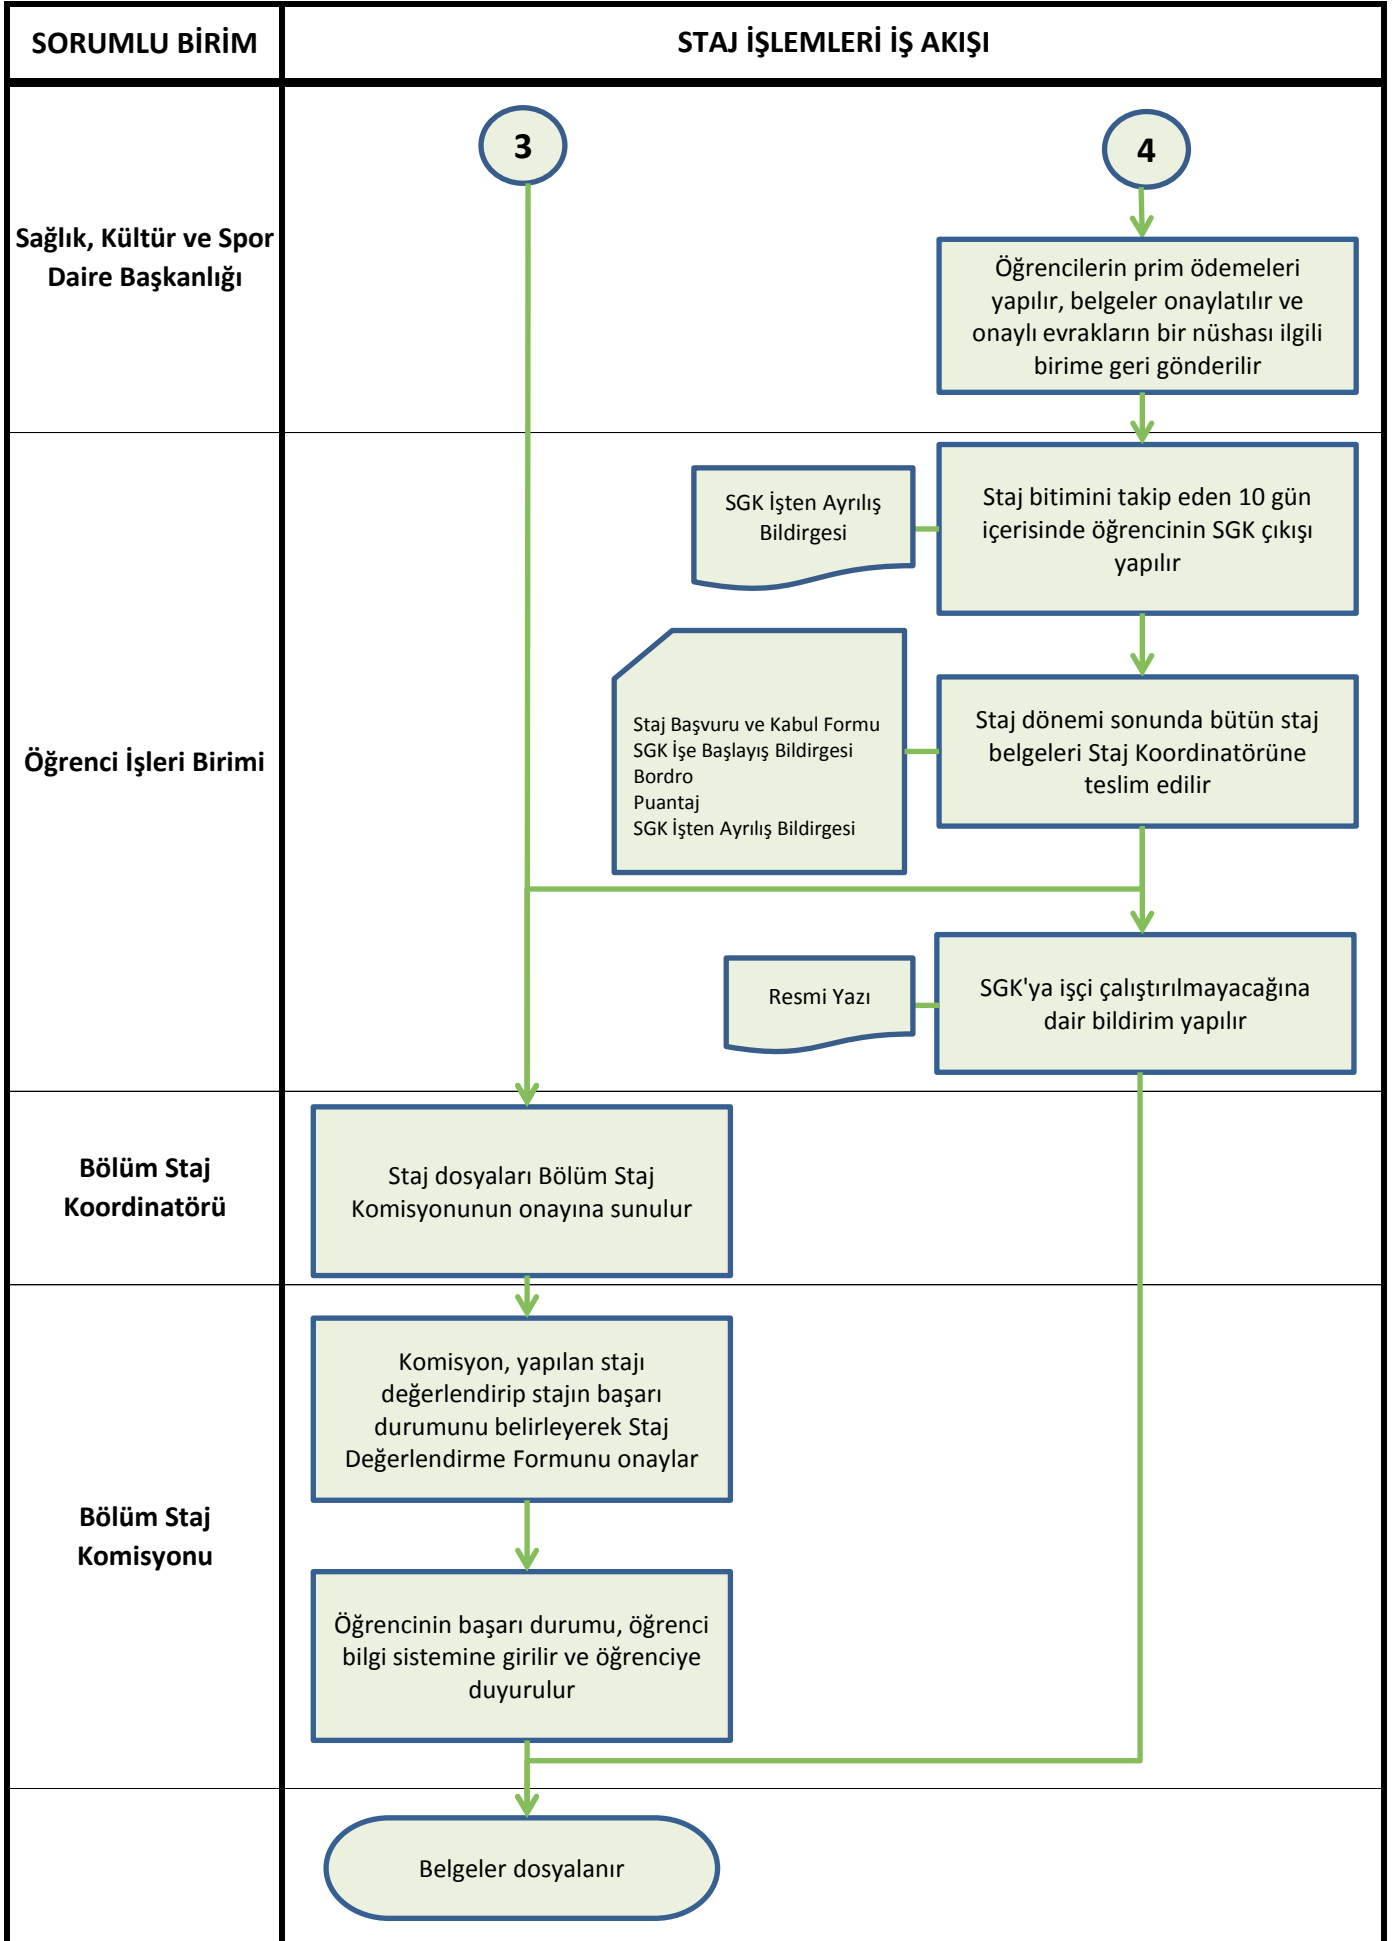 SORUMLU BİRİM
STAJ İŞLEMLERİ İŞ AKIŞI
3
4
Sağlık, Kültür ve Spor
Daire Başkanlığı
Öğrencilerin prim ödemeleri
yapılır, belgeler onaylatılır ve
onaylı evrakların bir nüshası ilgili
birime geri gönderilir
Öğrenci İşleri Birimi
SGK İşten Ayrılış
Bildirgesi
Staj bitimini takip eden 10 gün
içerisinde öğrencinin SGK çıkışı
yapılır
Staj Başvuru ve Kabul Formu
SGK İşe Başlayış Bildirgesi
Bordro
Puantaj
SGK İşten Ayrılış Bildirgesi
Staj dönemi sonunda bütün staj
belgeleri Staj Koordinatörüne
teslim edilir
Resmi Yazı
SGK'ya işçi çalıştırılmayacağına
dair bildirim yapılır
Bölüm Staj
Koordinatörü
Staj dosyaları Bölüm Staj
Komisyonunun onayına sunulur
Bölüm Staj
Komisyonu
Komisyon, yapılan stajı
değerlendirip stajın başarı
durumunu belirleyerek Staj
Değerlendirme Formunu onaylar
Öğrencinin başarı durumu, öğrenci
bilgi sistemine girilir ve öğrenciye
duyurulur
Belgeler dosyalanır